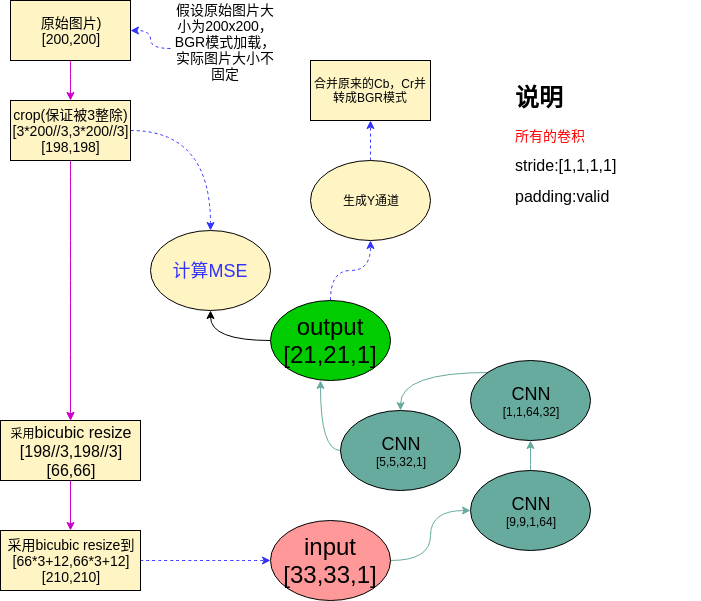 原始图片)
[200,200]
假设原始图片大
小为200x200，
BGR模式加载，
实际图片大小不
固定
crop(保证被3整除)
[3*200//3,3*200//3]
[198,198]
合并原来的Cb，Cr并
转成BGR模式
说明
所有的卷积
stride:[1,1,1,1]
padding:valid
生成Y通道
计算MSE
output
[21,21,1]
CNN
[1,1,64,32]
CNN
[5,5,32,1]
采用bicubic resize
[198//3,198//3]
[66,66]
CNN
[9,9,1,64]
采用bicubic resize到
[66*3+12,66*3+12]
[210,210]
input
[33,33,1]